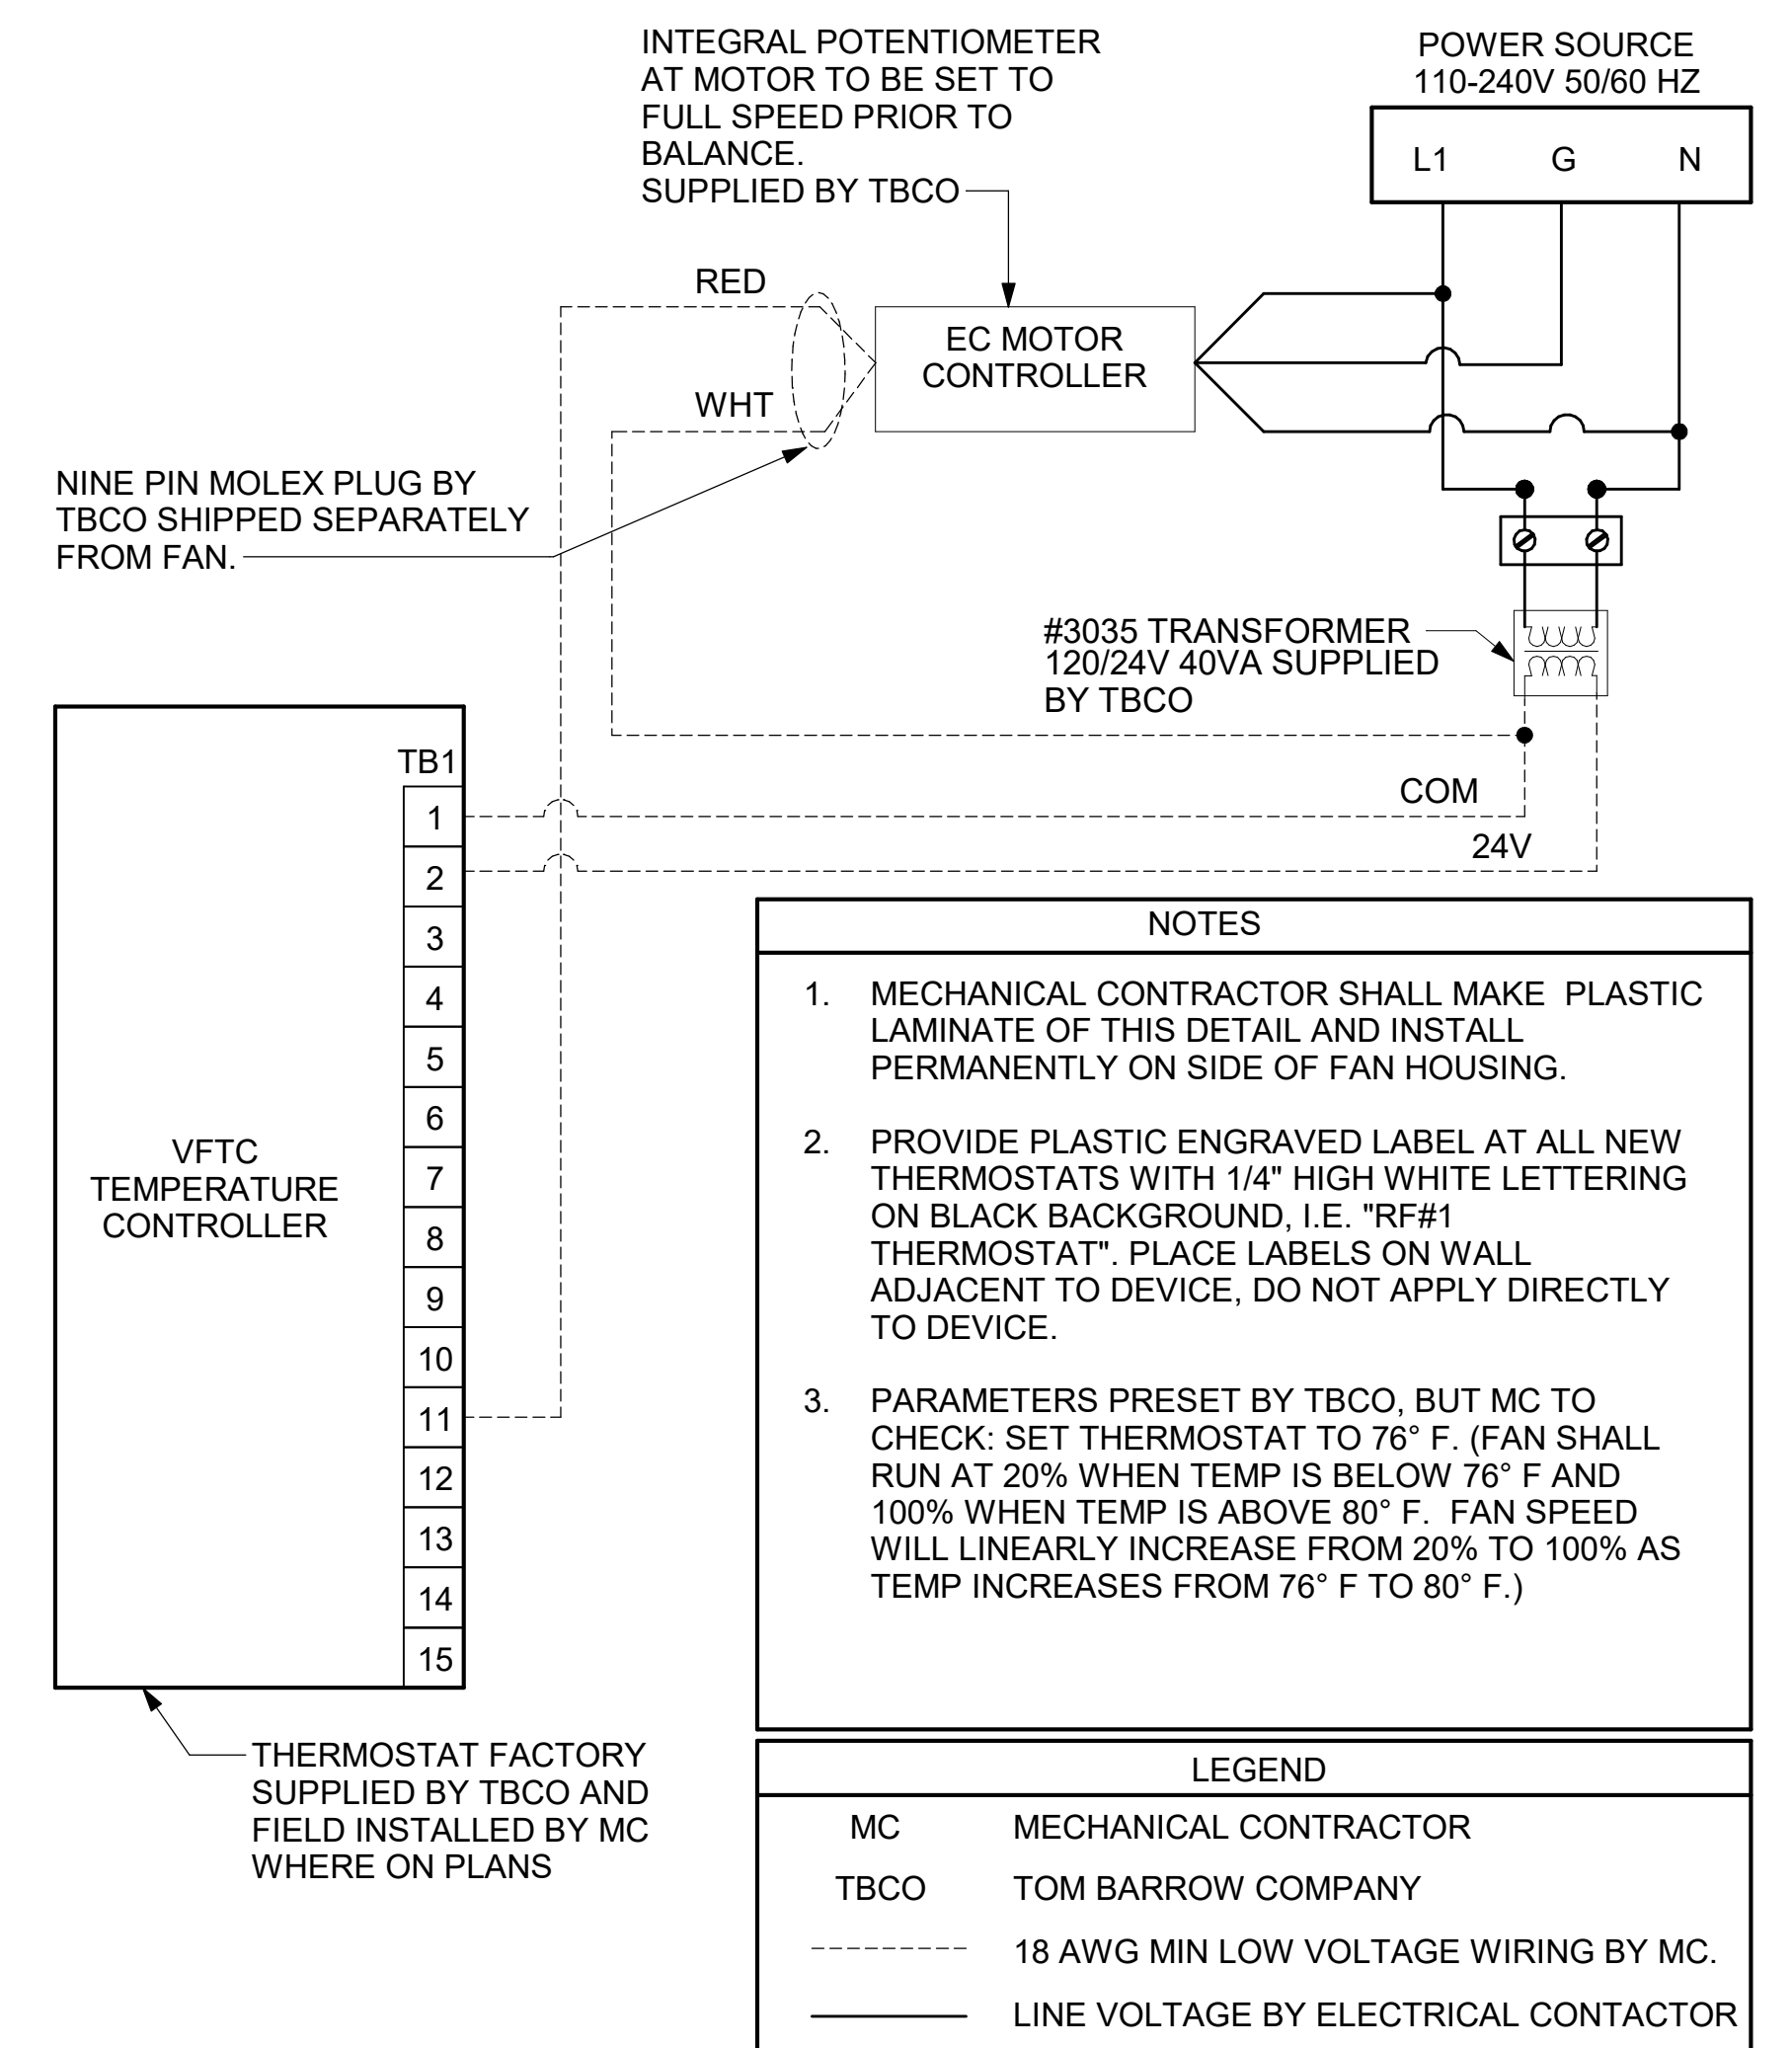 INTEGRAL POTENTIOMETER
AT MOTOR TO BE SET TO
FULL SPEED PRIOR TO
BALANCE.
SUPPLIED BY TBCO
POWER SOURCE
110-240V 50/60 HZ
L1 G N
RED
EC MOTOR
CONTROLLER
WHT
NINE PIN MOLEX PLUG BY
TBCO SHIPPED SEPARATELY
FROM FAN.
#3035 TRANSFORMER
120/24V 40VA SUPPLIED
BY TBCO
COM
24V
TB1
1
2
3
4
5
6
7
8
9
10
11
12
13
14
15
VFTC
TEMPERATURE
CONTROLLER
THERMOSTAT FACTORY
SUPPLIED BY TBCO AND
FIELD INSTALLED BY MC
WHERE ON PLANS
NOTES
1. MECHANICAL CONTRACTOR SHALL MAKE PLASTIC
LAMINATE OF THIS DETAIL AND INSTALL
PERMANENTLY ON SIDE OF FAN HOUSING.
2. PROVIDE PLASTIC ENGRAVED LABEL AT ALL NEW
THERMOSTATS WITH 1/4" HIGH WHITE LETTERING
ON BLACK BACKGROUND, I.E. "RF#1
THERMOSTAT". PLACE LABELS ON WALL
ADJACENT TO DEVICE, DO NOT APPLY DIRECTLY
TO DEVICE.
3. PARAMETERS PRESET BY TBCO, BUT MC TO
CHECK: SET THERMOSTAT TO 76° F. (FAN SHALL
RUN AT 20% WHEN TEMP IS BELOW 76° F AND
100% WHEN TEMP IS ABOVE 80° F. FAN SPEED
WILL LINEARLY INCREASE FROM 20% TO 100% AS
TEMP INCREASES FROM 76° F TO 80° F.)
LEGEND
MC MECHANICAL CONTRACTOR
TBCO TOM BARROW COMPANY
18 AWG MIN LOW VOLTAGE WIRING BY MC.
LINE VOLTAGE BY ELECTRICAL CONTACTOR